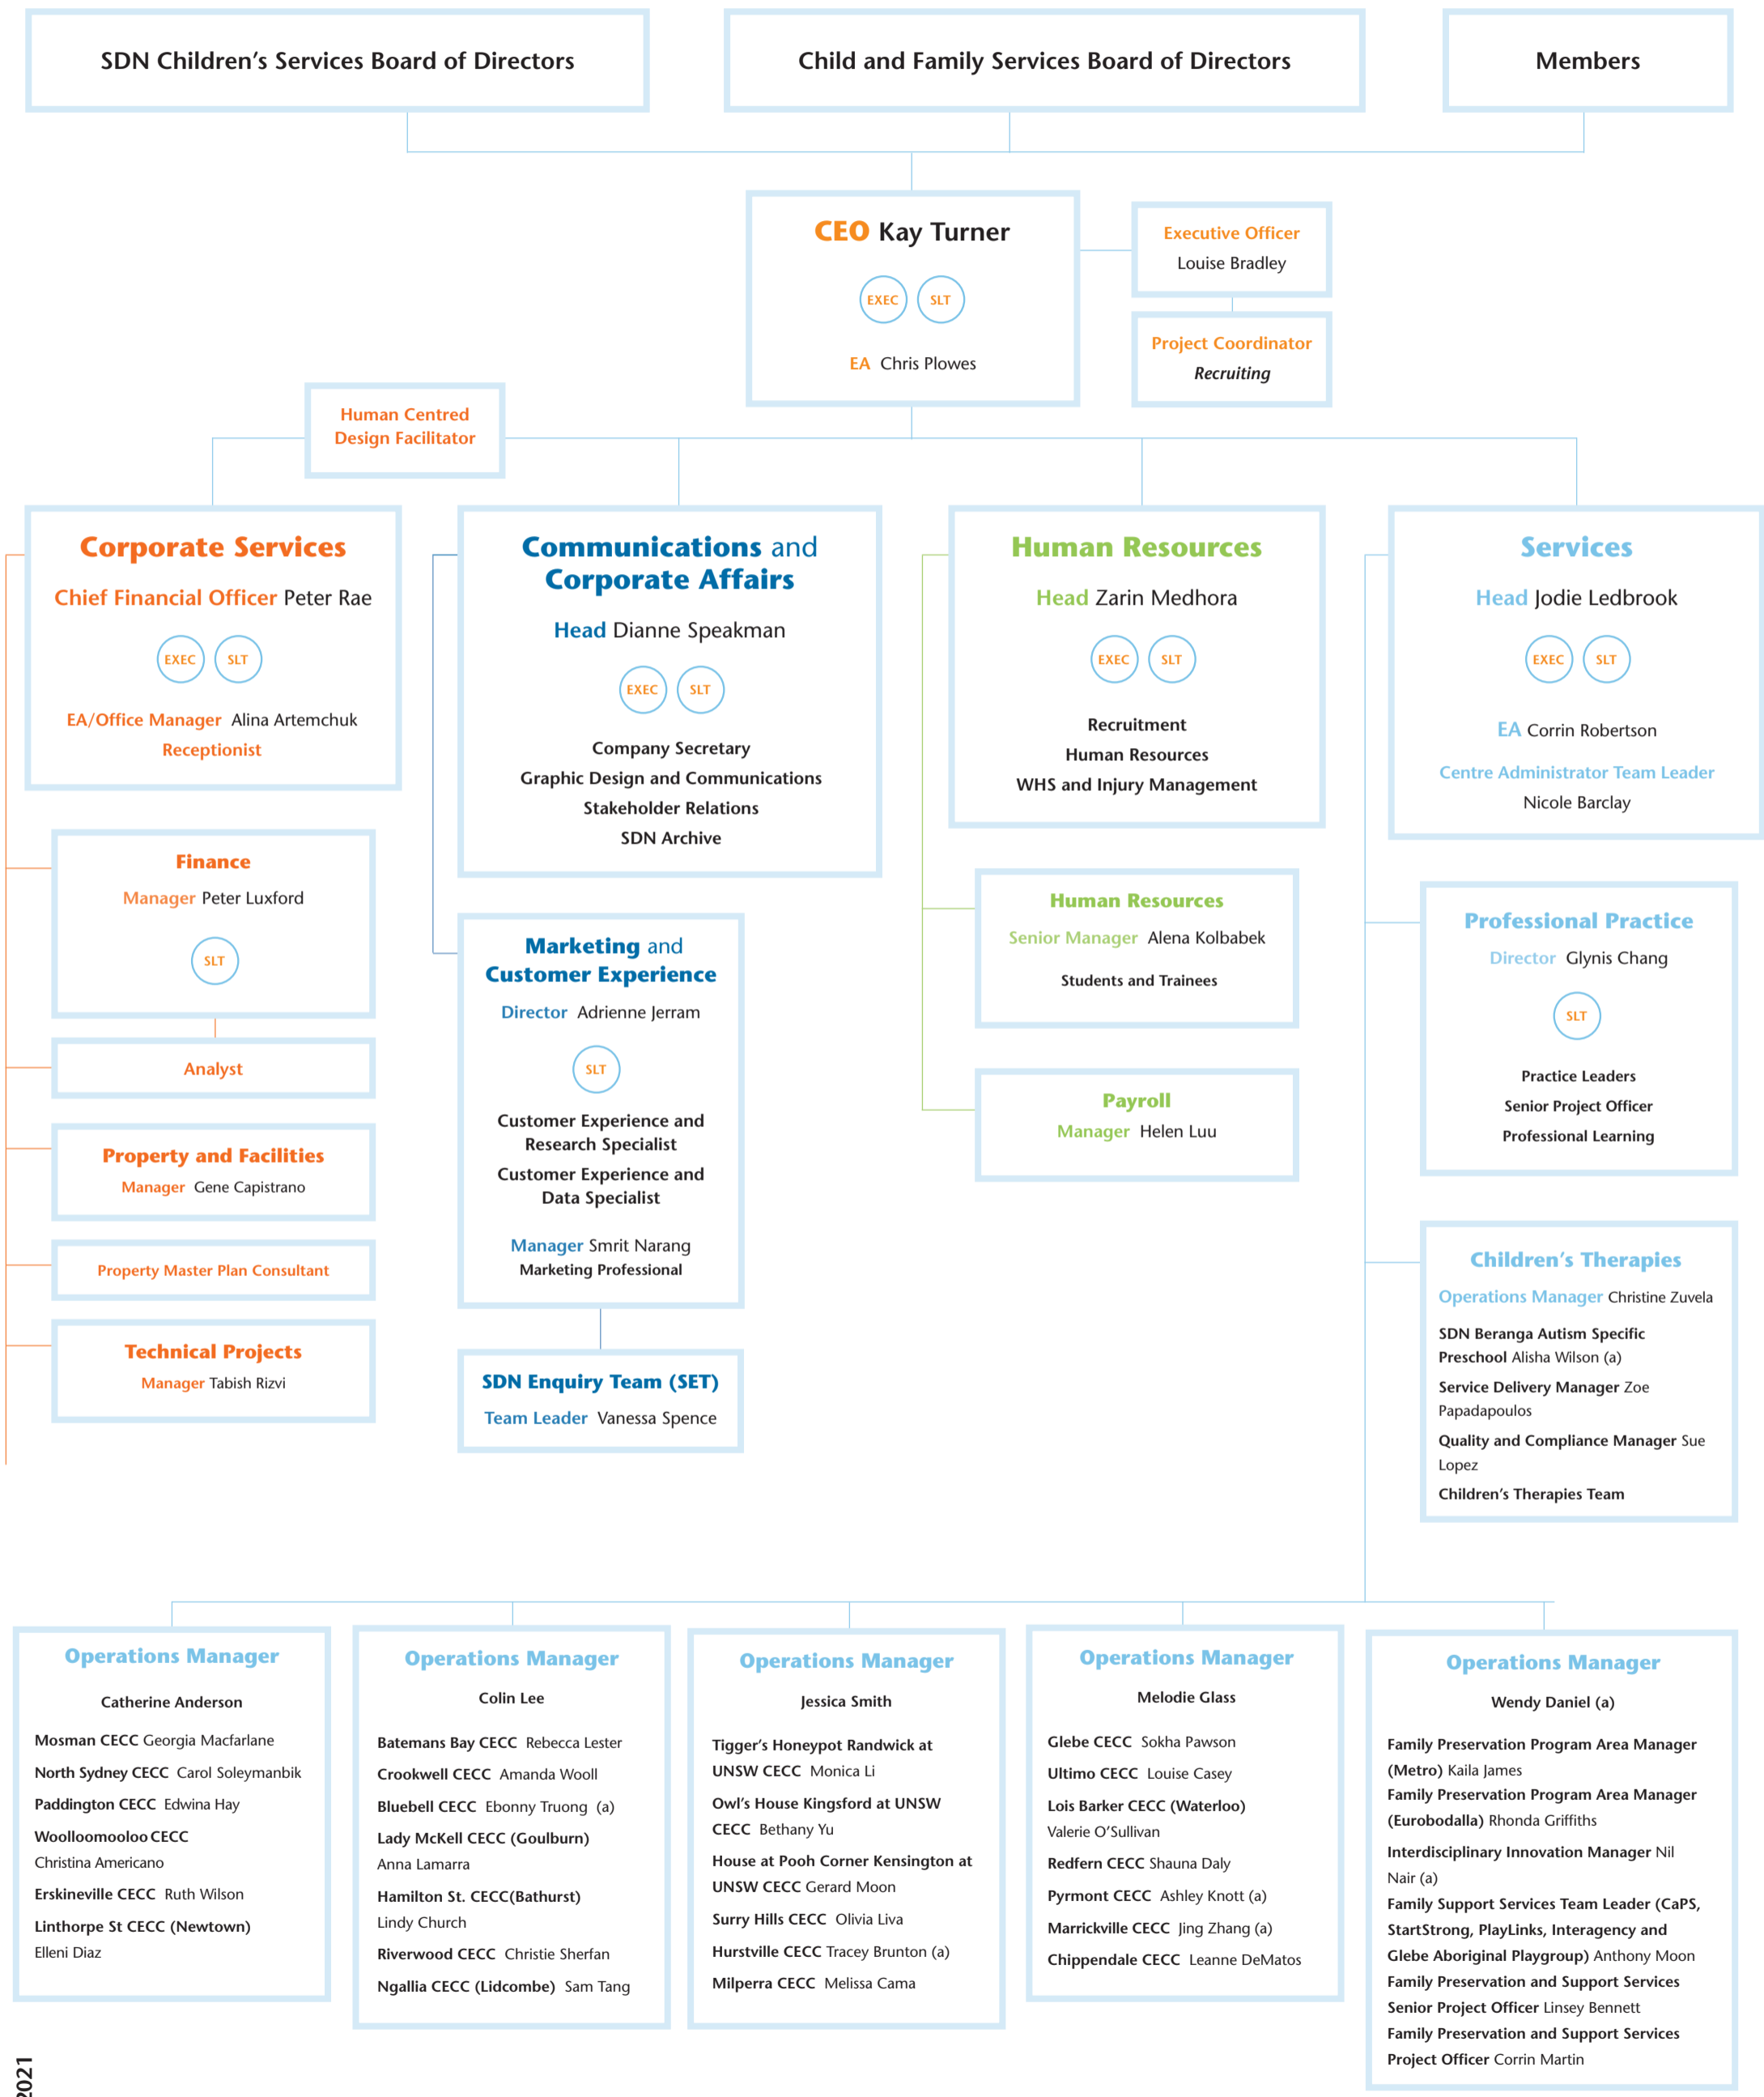 SDN Children's Services Board of Directors
Child and Family Services Board of Directors
Members
CEO Kay Turner
EXEC SLT
EA Chris Plowes
Executive Officer
Louise Bradley
Project Coordinator
Recruiting
Human Centred
Design Facilitator
Corporate Services
Chief Financial Officer Peter Rae
EXEC SLT
EA/Office Manager Alina Artemchuk
Receptionist
Finance
Manager Peter Luxford
SLT
Analyst
Property and Facilities
Manager Gene Capistrano
Property Master Plan Consultant
Technical Projects
Manager Tabish Rizvi
Communications and
Corporate Affairs
Head Dianne Speakman
EXEC SLT
Company Secretary
Graphic Design and Communications
Stakeholder Relations
SDN Archive
Marketing and
Customer Experience
Director Adrienne Jerram
SLT
Customer Experience and
Research Specialist
Customer Experience and
Data Specialist
Manager Smrit Narang
Marketing Professional
SDN Enquiry Team (SET)
Team Leader Vanessa Spence
Human Resources
Head Zarin Medhora
EXEC SLT
Recruitment
Human Resources
WHS and Injury Management
Human Resources
Senior Manager Alena Kolbabek
Students and Trainees
Payroll
Manager Helen Luu
Services
Head Jodie Ledbrook
EXEC SLT
EA Corrin Robertson
Centre Administrator Team Leader
Nicole Barclay
Professional Practice
Director Glynis Chang
SLT
Practice Leaders
Senior Project Officer
Professional Learning
Children's Therapies
Operations Manager Christine Zuvela
SDN Beranga Autism Specific
Preschool Alisha Wilson (a)
Service Delivery Manager Zoe
Papadapoulos
Quality and Compliance Manager Sue
Lopez
Children's Therapies Team
Operations Manager
Catherine Anderson
Mosman CECC Georgia Macfarlane
North Sydney CECC Carol Soleymanbik
Paddington CECC Edwina Hay
Woolloomooloo CECC
Christina Americano
Erskineville CECC Ruth Wilson
Linthorpe St CECC (Newtown)
Elleni Diaz
Operations Manager
Colin Lee
Batemans Bay CECC Rebecca Lester
Crookwell CECC Amanda Wooll
Bluebell CECC Ebonny Truong (a)
Lady McKell CECC (Goulburn)
Anna Lamarra
Hamilton St. CECC(Bathurst)
Lindy Church
Riverwood CECC Christie Sherfan
Ngallia CECC (Lidcombe) Sam Tang
Operations Manager
Jessica Smith
Tigger's Honeypot Randwick at
UNSW CECC Monica Li
Owl's House Kingsford at UNSW
CECC Bethany Yu
House at Pooh Corner Kensington at
UNSW CECC Gerard Moon
Surry Hills CECC Olivia Liva
Hurstville CECC Tracey Brunton (a)
Milperra CECC Melissa Cama
Operations Manager
Melodie Glass
Glebe CECC Sokha Pawson
Ultimo CECC Louise Casey
Lois Barker CECC (Waterloo)
Valerie O'Sullivan
Redfern CECC Shauna Daly
Pyrmont CECC Ashley Knott (a)
Marrickville CECC Jing Zhang (a)
Chippendale CECC Leanne DeMatos
Operations Manager
Wendy Daniel (a)
Family Preservation Program Area Manager
(Metro) Kaila James
Family Preservation Program Area Manager
(Eurobodalla) Rhonda Griffiths
Interdisciplinary Innovation Manager Nil
Nair (a)
Family Support Services Team Leader (CaPS,
StartStrong, PlayLinks, Interagency and
Glebe Aboriginal Playgroup) Anthony Moon
Family Preservation and Support Services
Senior Project Officer Linsey Bennett
Family Preservation and Support Services
Project Officer Corrin Martin
2021